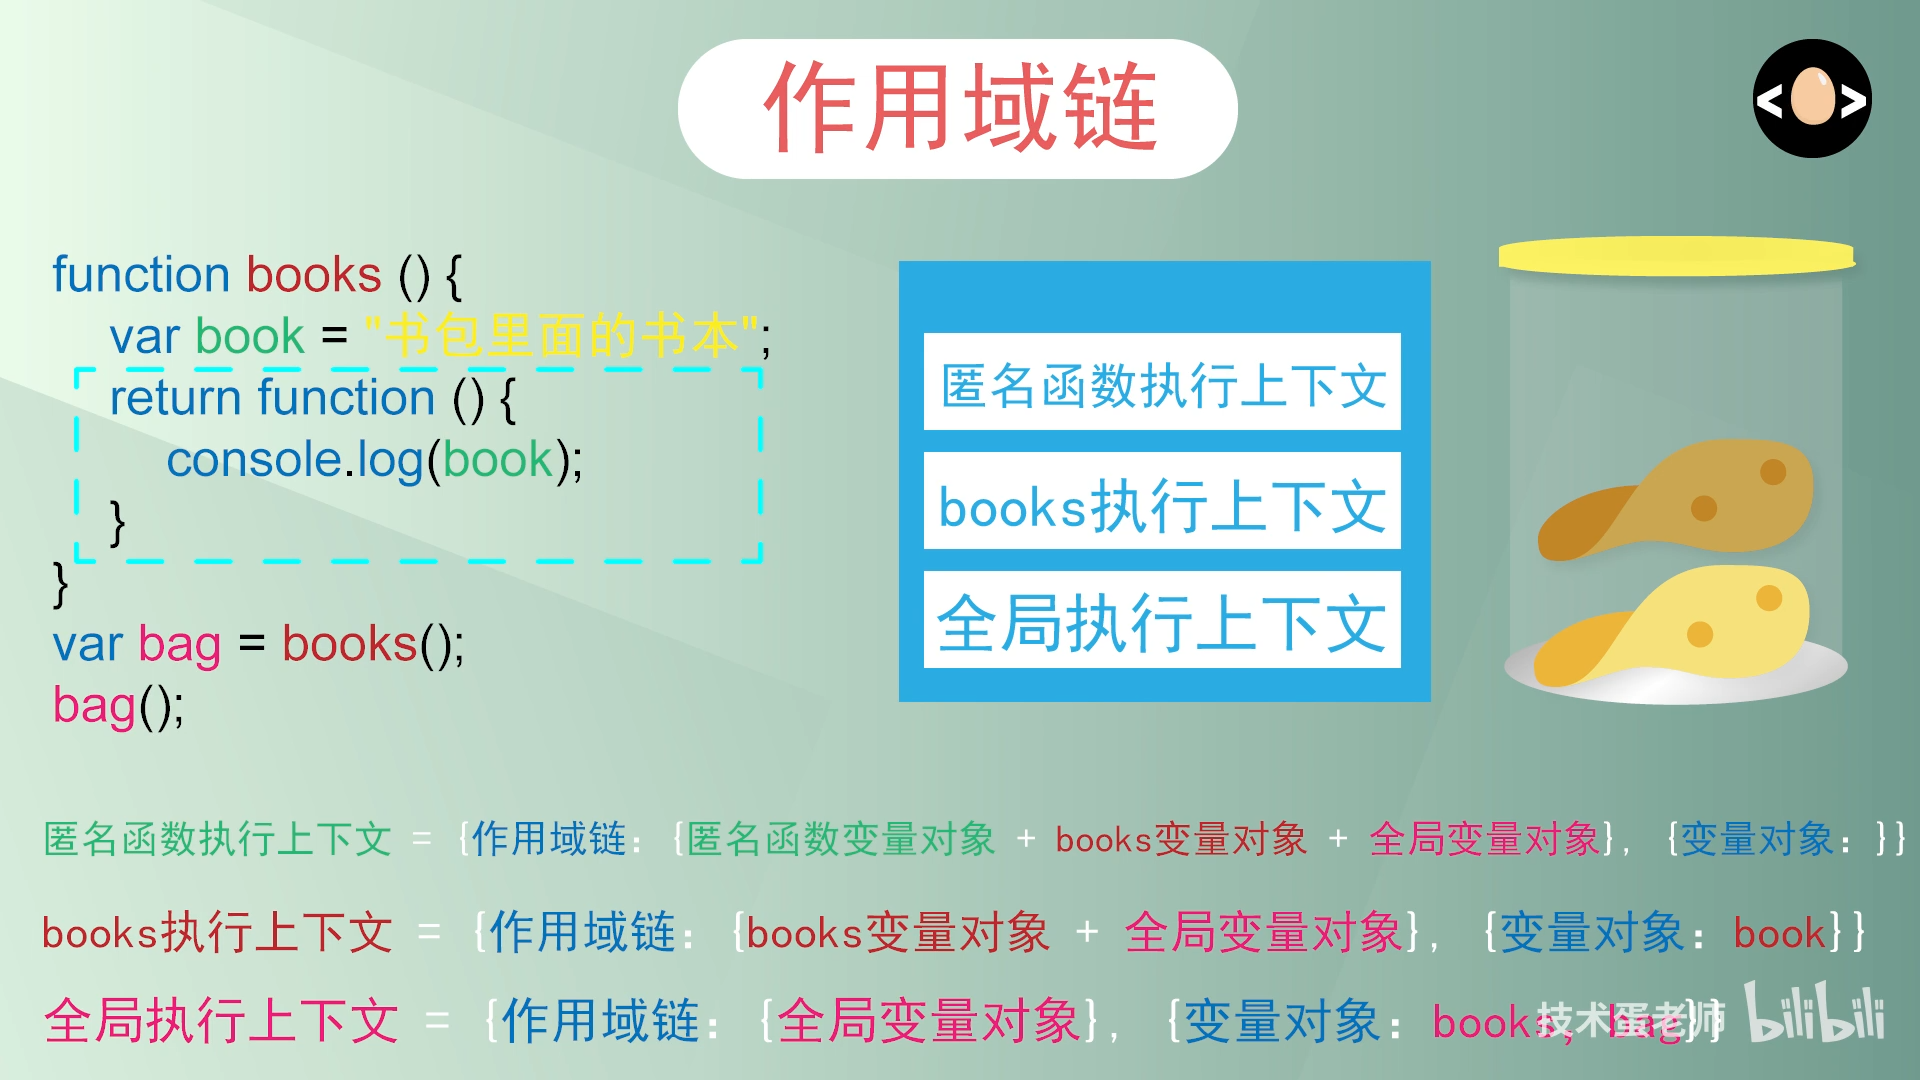 作用域链
< >
function books () {
var book = "书包里面的书本";
return function () {
console.log(book);
}
}
var bag = books();
bag();
匿名函数执行上下文
books执行上下文
全局执行上下文
匿名函数执行上下文 = {作用域链: {匿名函数变量对象 + books变量对象 + 全局变量对象}, {变量对象: }}
books执行上下文 = {作用域链: {books变量对象 + 全局变量对象}, {变量对象: book}}
全局执行上下文 = {作用域链: {全局变量对象}, {变量对象: books, bag}}
技术蛋老师 bilibili